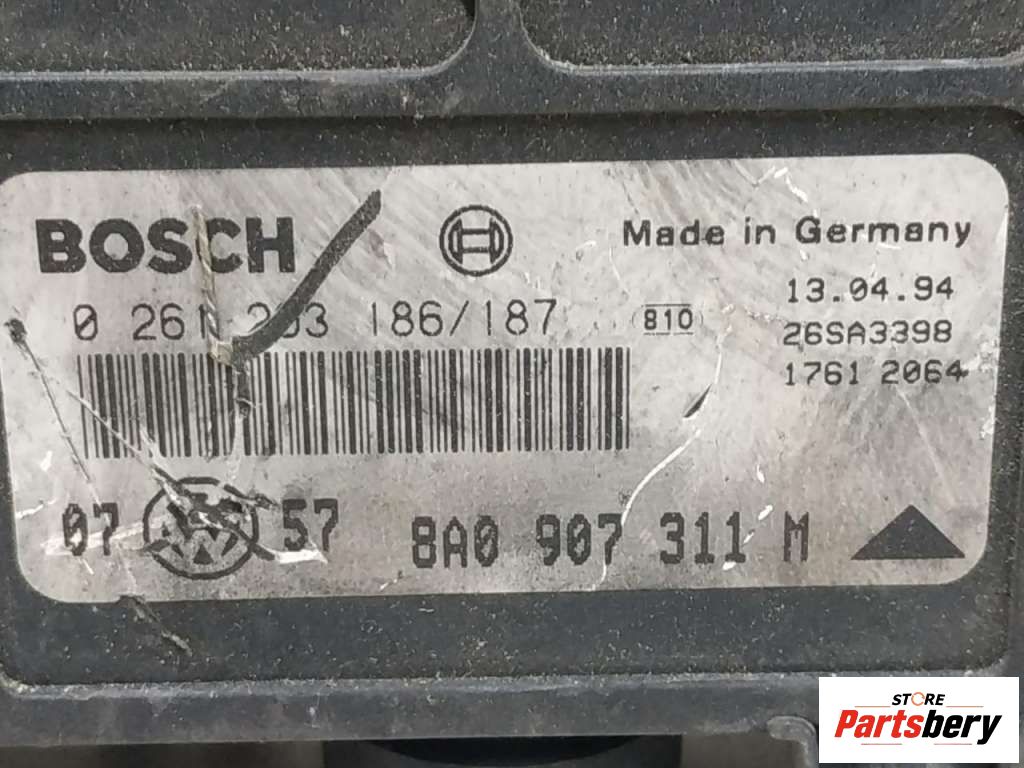 BOSCH
Made in Germany
0 261 203 186/187
810
13.04.94
26SA3398
1761 2064
07 57
8A0 907 311 M
STORE
Partsbery